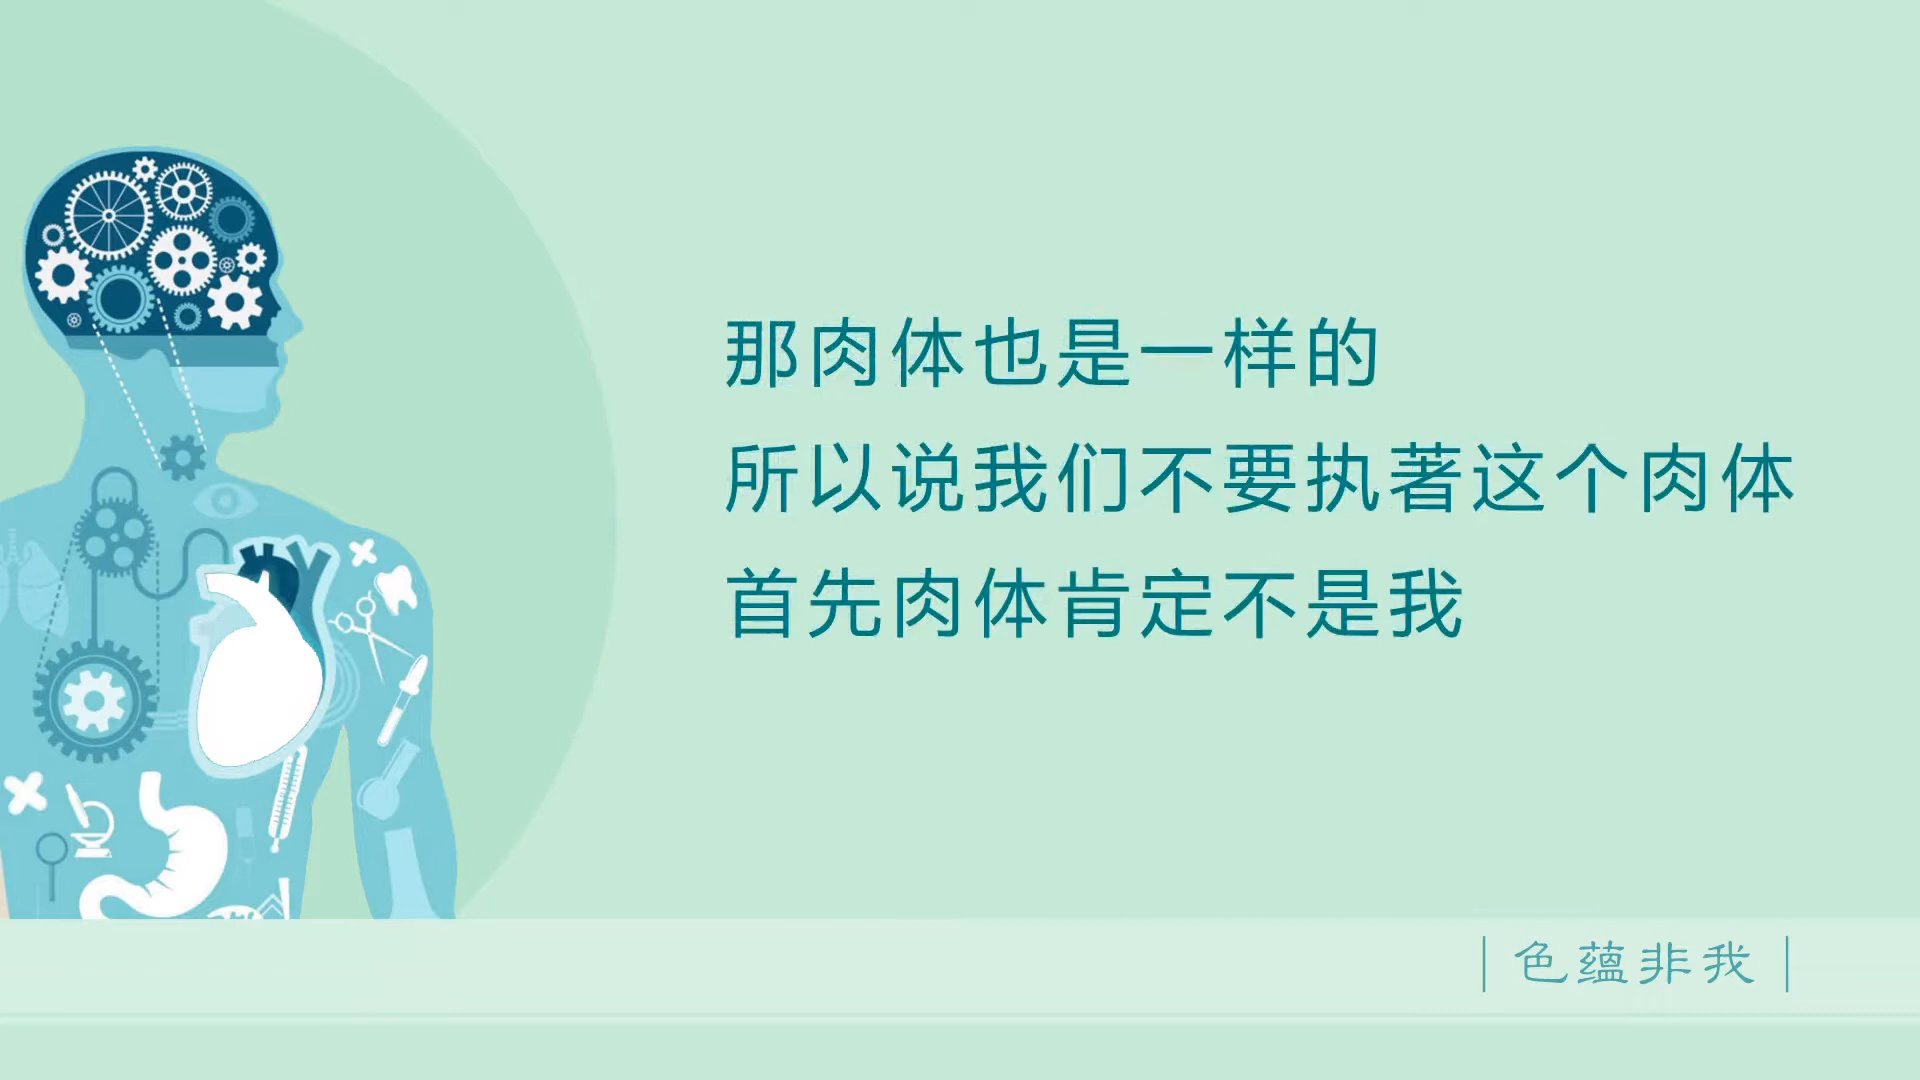 那肉体也是一样的
所以说我们不要执著这个肉体
首先肉体肯定不是我
色蕴非我